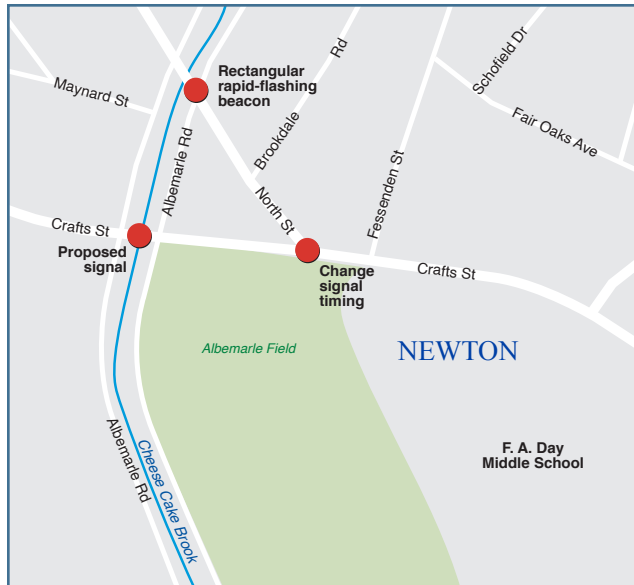 Schofield Dr
Rd
Rectangular
rapid-flashing
beacon
Maynard St
Fair Oaks Ave
Brookdale
Albemarle Rd
Fessenden St
North St
Crafts St
Proposed
signal
Change
signal
timing
Crafts St
Albemarle Field
NEWTON
F. A. Day
Middle School
Albemarle Rd
Cheese Cake Brook